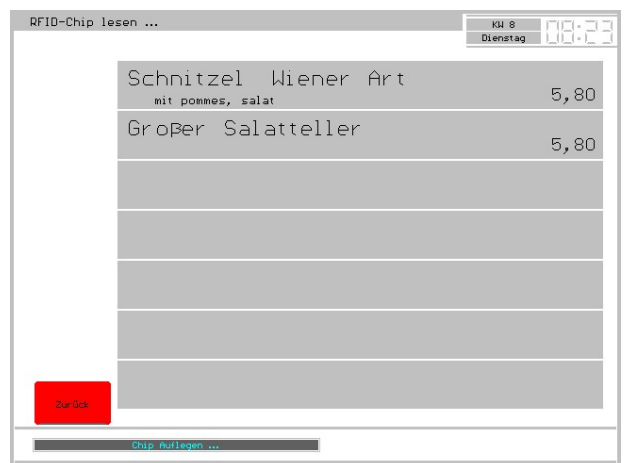 RFID-Chip lesen ...
KW 8
Dienstag
08:23
Schnitzel Wiener Art
mit pommes, salat
5,80
Großer Salatteller
5,80
Zurück
Chip Auflegen ...